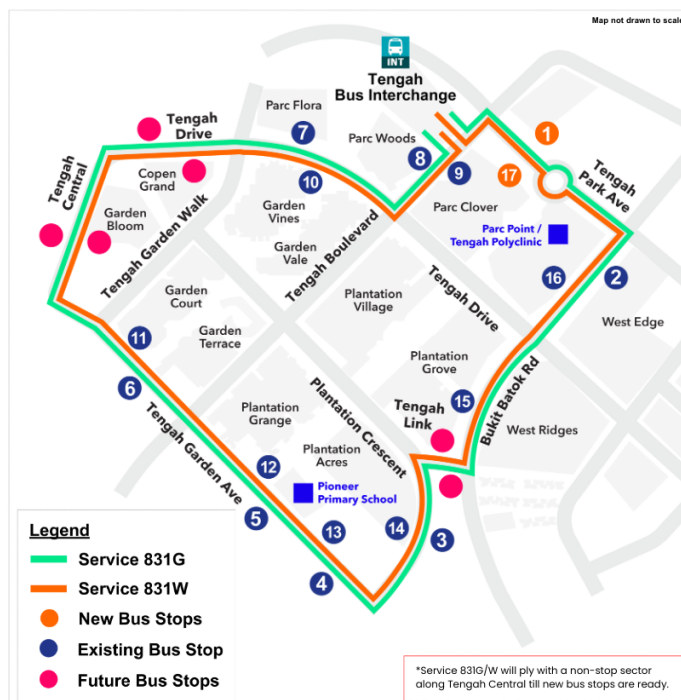 Map not drawn to scale
INT
Tengah
Bus Interchange
Parc Flora
7
Tengah
Drive
Parc Woods
8
9
1
17
Tengah
Park Ave
Tengah
Central
Copen
Grand
10
Garden
Bloom
Tengah Garden Walk
Garden
Vines
Garden
Vale
Tengah Boulevard
Parc Clover
Parc Point /
Tengah Polyclinic
16
2
Tengah Drive
Garden
Court
Plantation
Village
West Edge
11
Garden
Terrace
6
Plantation
Grove
15
Bukit Batok Rd
Tengah Garden Ave
Plantation
Grange
Plantation Crescent
Tengah
Link
West Ridges
12
Plantation
Acres
5
Pioneer
Primary School
13
14
3
4
Legend
Service 831G
Service 831W
New Bus Stops
Existing Bus Stop
Future Bus Stops
*Service 831G/W will ply with a non-stop sector
along Tengah Central till new bus stops are ready.